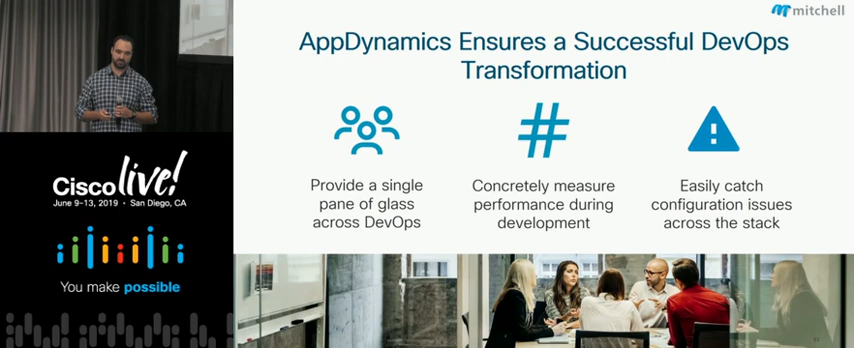 mitchell
AppDynamics Ensures a Successful DevOps
Transformation
Provide a single
pane of glass
across DevOps
Concretely measure
performance during
development
Easily catch
configuration issues
across the stack
Cisco live!
June 9-13, 2019 • San Diego, CA
You make possible